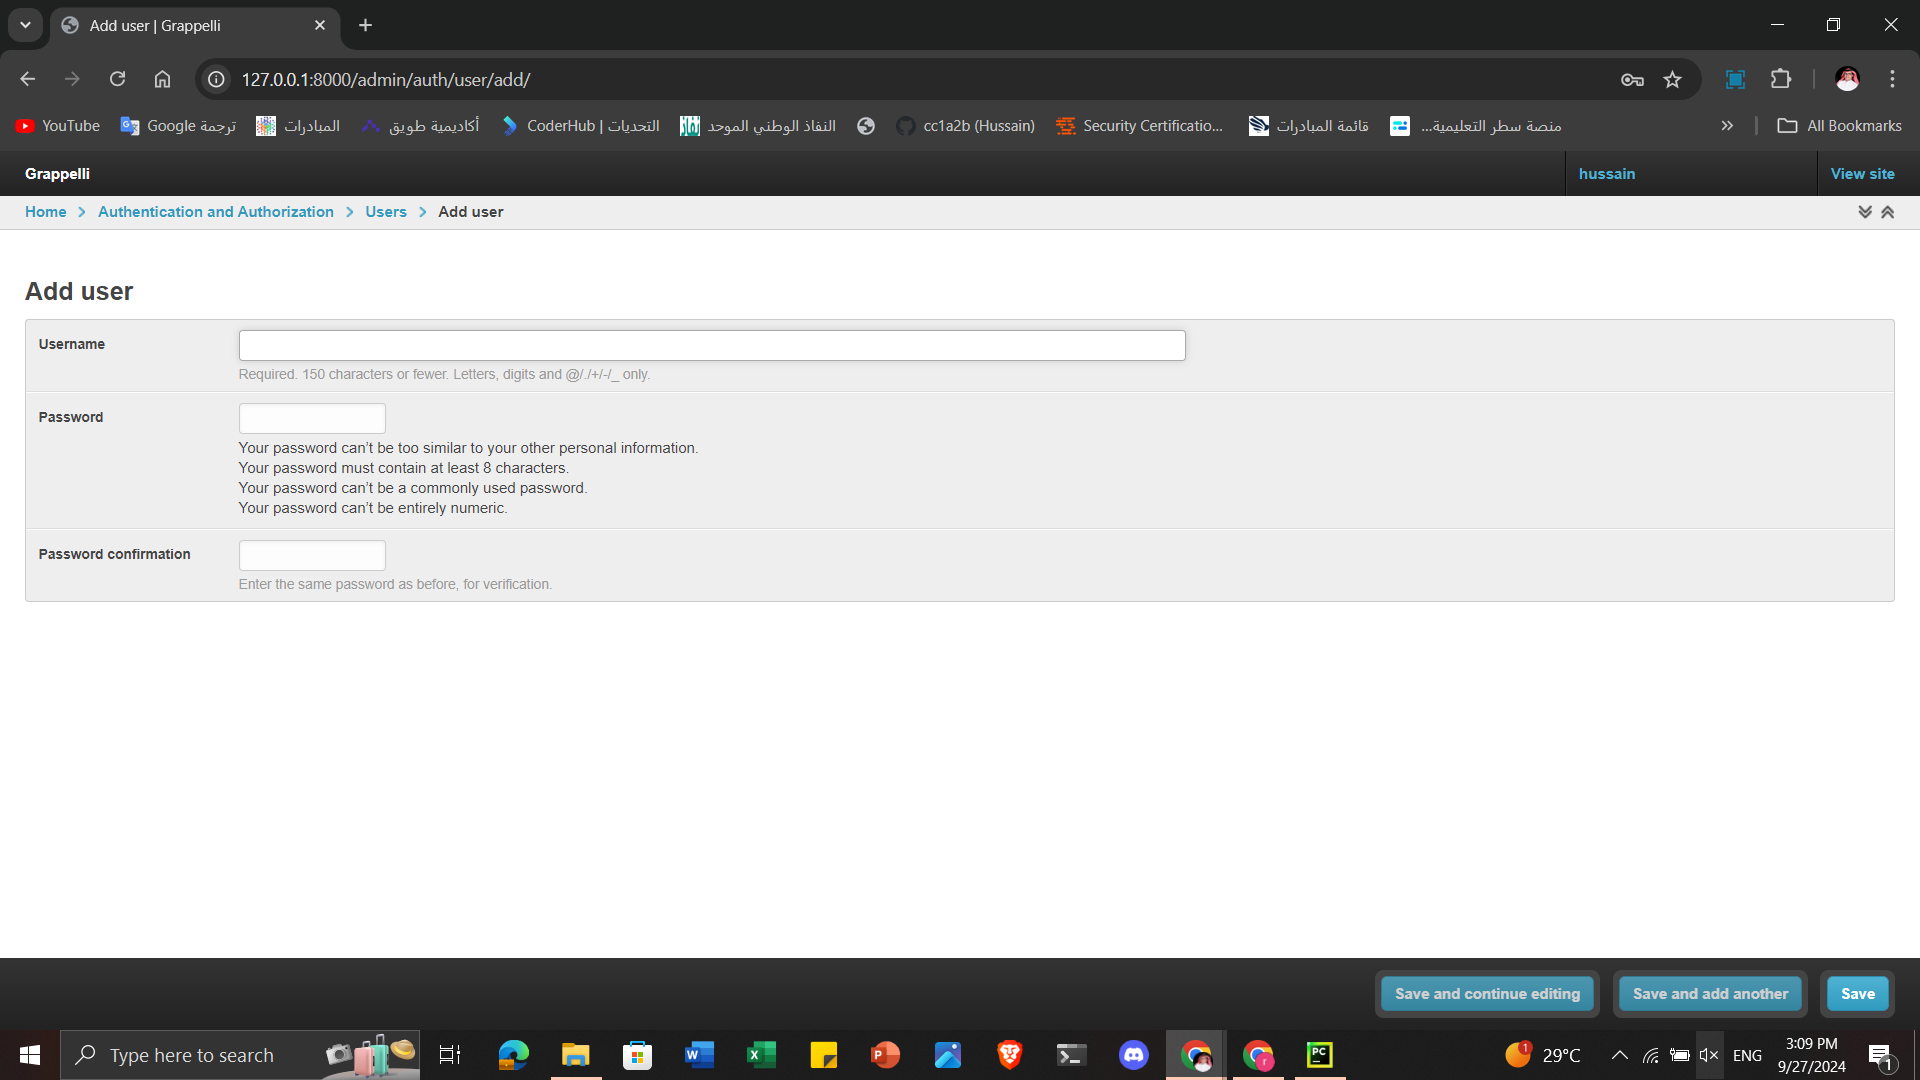 Add user | Grappelli
127.0.0.1:8000/admin/auth/user/add/
YouTube
ترجمة Google
المبادرات
أكاديمية طويق
CoderHub | التحديات
النفاذ الوطني الموحد
cc1a2b (Hussain)
Security Certificatio...
قائمة المبادرات
منصة سطر التعليمية...
All Bookmarks
Grappelli
hussain
View site
Home > Authentication and Authorization > Users > Add user
Add user
Username
Required. 150 characters or fewer. Letters, digits and @/./+/-/_ only.
Password
Your password can’t be too similar to your other personal information.
Your password must contain at least 8 characters.
Your password can’t be a commonly used password.
Your password can’t be entirely numeric.
Password confirmation
Enter the same password as before, for verification.
Save and continue editing
Save and add another
Save
Type here to search
W
X
P
PC
1
29°C
ENG
3:09 PM
9/27/2024
1